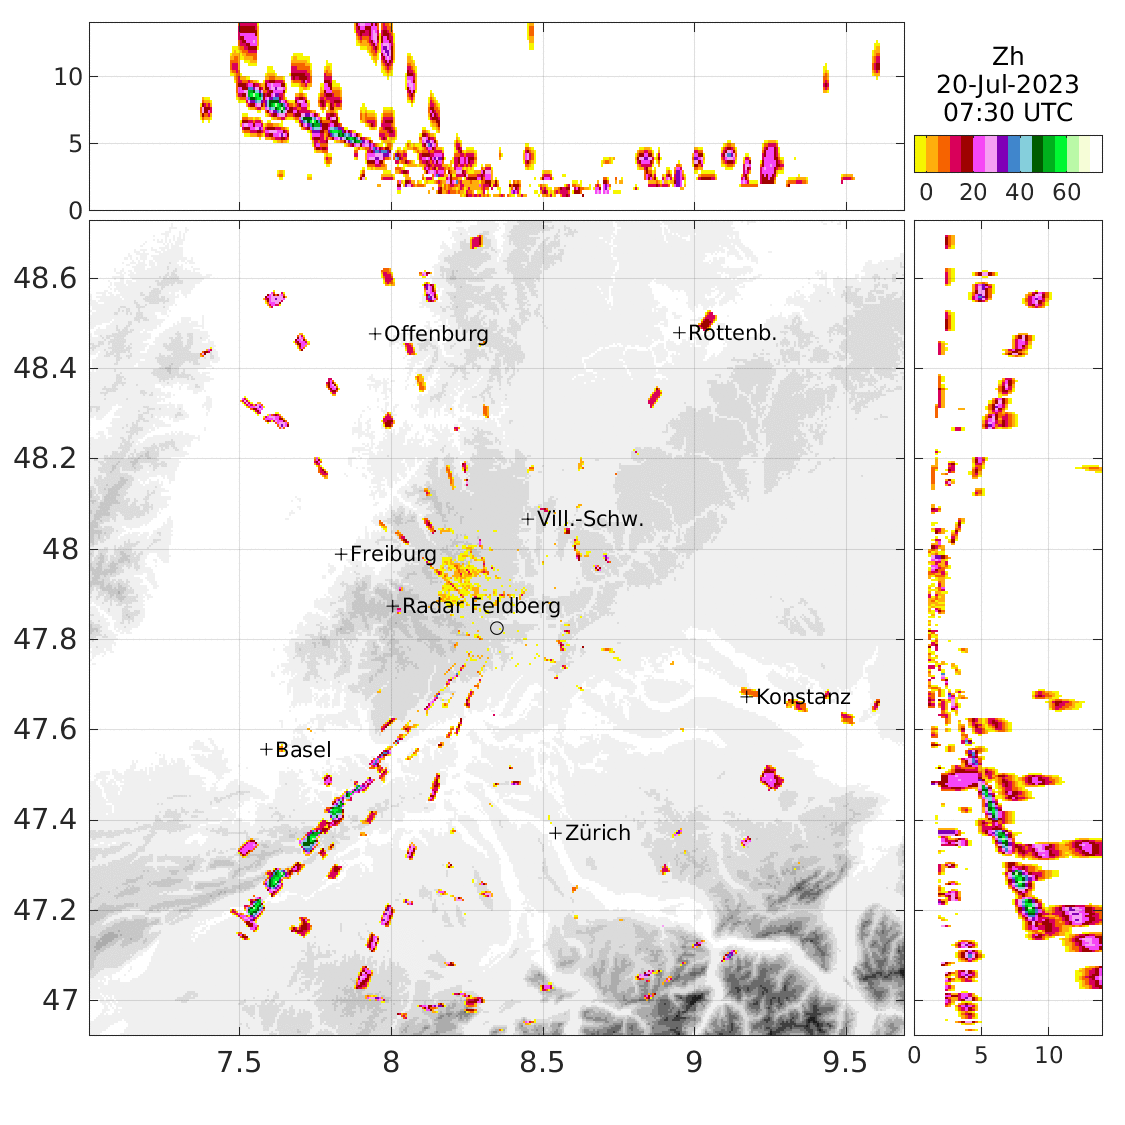 10
5
0
Zh
20-Jul-2023
07:30 UTC
0 20 40 60
48.6
48.4
48.2
48
47.8
47.6
47.4
47.2
47
+Offenburg
+Rottenb.
+Vill.-Schw.
+Freiburg
+Radar Feldberg
+Konstanz
+Basel
+Zürich
7.5 8 8.5 9 9.5
0 5 10